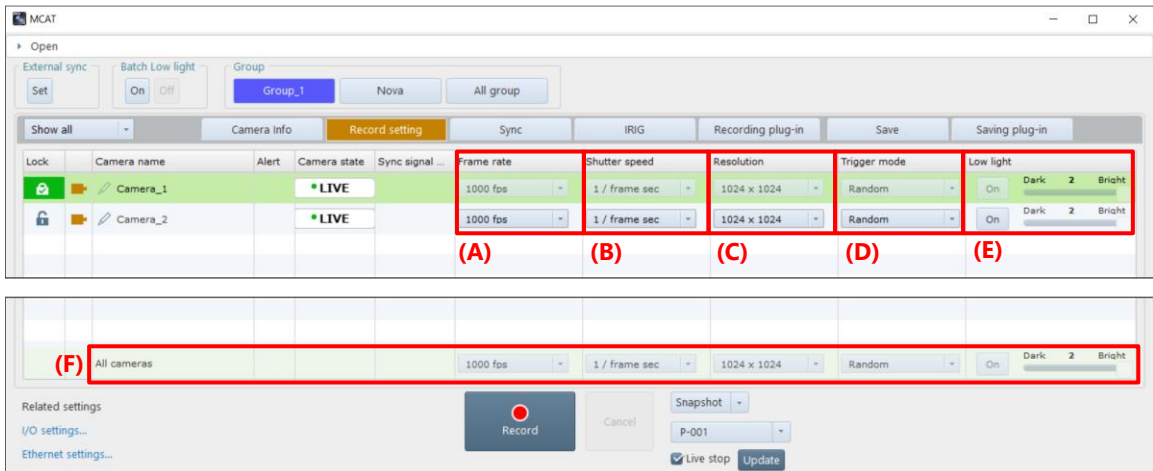 MCAT
Open
External sync Batch Low light Group
Set On Off Group_1 Nova All group
Show all Camera Info Record setting Sync IRIG Recording plug-in Save Saving plug-in
Lock Camera name Alert Camera state Sync signal ... Frame rate Shutter speed Resolution Trigger mode Low light
Camera_1 LIVE 1000 fps 1 / frame sec 1024 x 1024 Random On Dark 2 Bright
Camera_2 LIVE 1000 fps 1 / frame sec 1024 x 1024 Random On Dark 2 Bright
(A) (B) (C) (D) (E)
(F) All cameras 1000 fps 1 / frame sec 1024 x 1024 Random On Dark 2 Bright
Related settings
I/O settings...
Ethernet settings...
Record
Cancel
Snapshot
P-001
Live stop Update